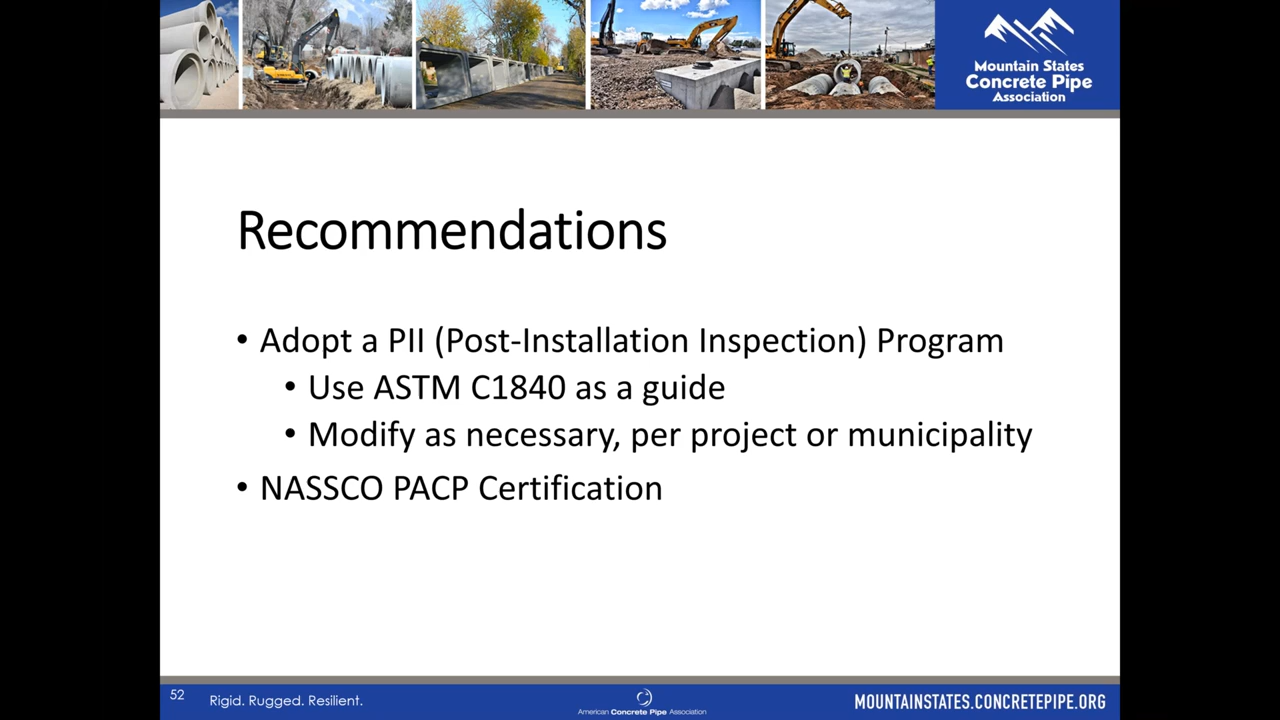 Mountain States
Concrete Pipe
Association
Recommendations
• Adopt a PII (Post-Installation Inspection) Program
• Use ASTM C1840 as a guide
• Modify as necessary, per project or municipality
• NASSCO PACP Certification
52
Rigid. Rugged. Resilient.
American Concrete Pipe Association
MOUNTAINSTATES.CONCRETEPIPE.ORG